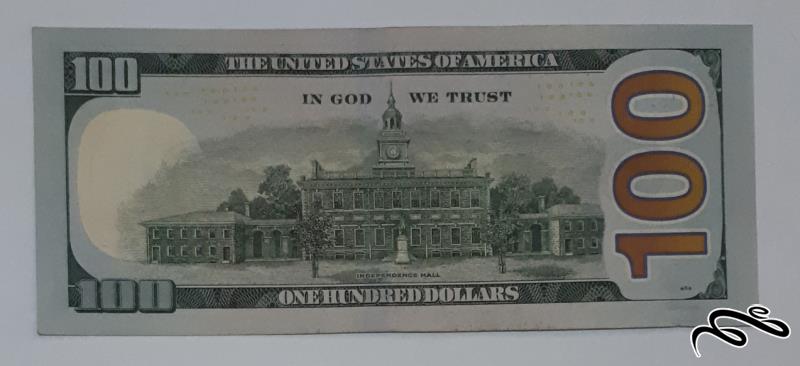 100
THE UNITED STATES OF AMERICA
IN GOD WE TRUST
100
INDEPENDENCE HALL
100
ONE HUNDRED DOLLARS